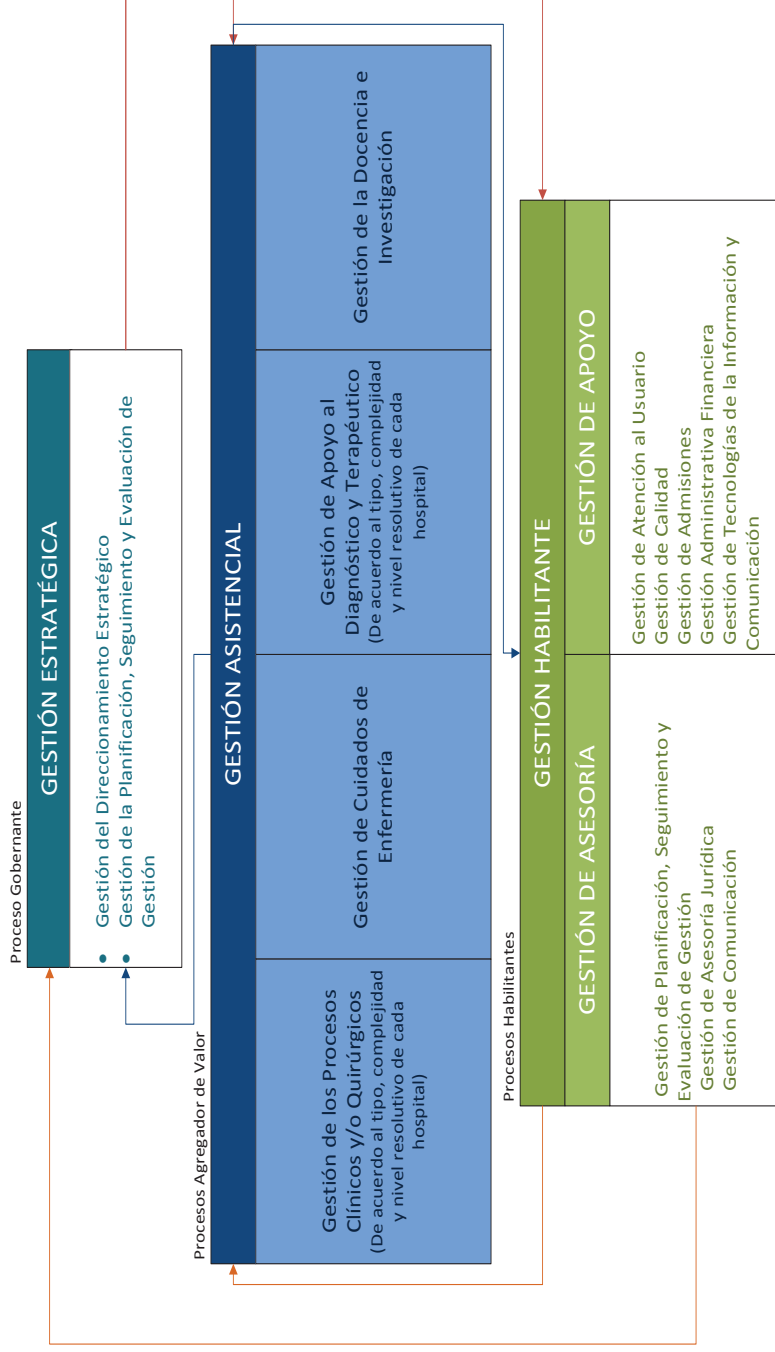 Proceso Gobernante
GESTIÓN ESTRATÉGICA
• Gestión del Direccionamiento Estratégico
• Gestión de la Planificación, Seguimiento y Evaluación de
Gestión
Procesos Agregador de Valor
GESTIÓN ASISTENCIAL
Gestión de los Procesos
Clínicos y/o Quirúrgicos
(De acuerdo al tipo, complejidad
y nivel resolutivo de cada
hospital)
Gestión de Cuidados de
Enfermería
Gestión de Apoyo al
Diagnóstico y Terapéutico
(De acuerdo al tipo, complejidad
y nivel resolutivo de cada
hospital)
Gestión de la Docencia e
Investigación
Procesos Habilitantes
GESTIÓN HABILITANTE
GESTIÓN DE ASESORÍA
Gestión de Planificación, Seguimiento y
Evaluación de Gestión
Gestión de Asesoría Jurídica
Gestión de Comunicación
GESTIÓN DE APOYO
Gestión de Atención al Usuario
Gestión de Calidad
Gestión de Admisiones
Gestión Administrativa Financiera
Gestión de Tecnologías de la Información y
Comunicación